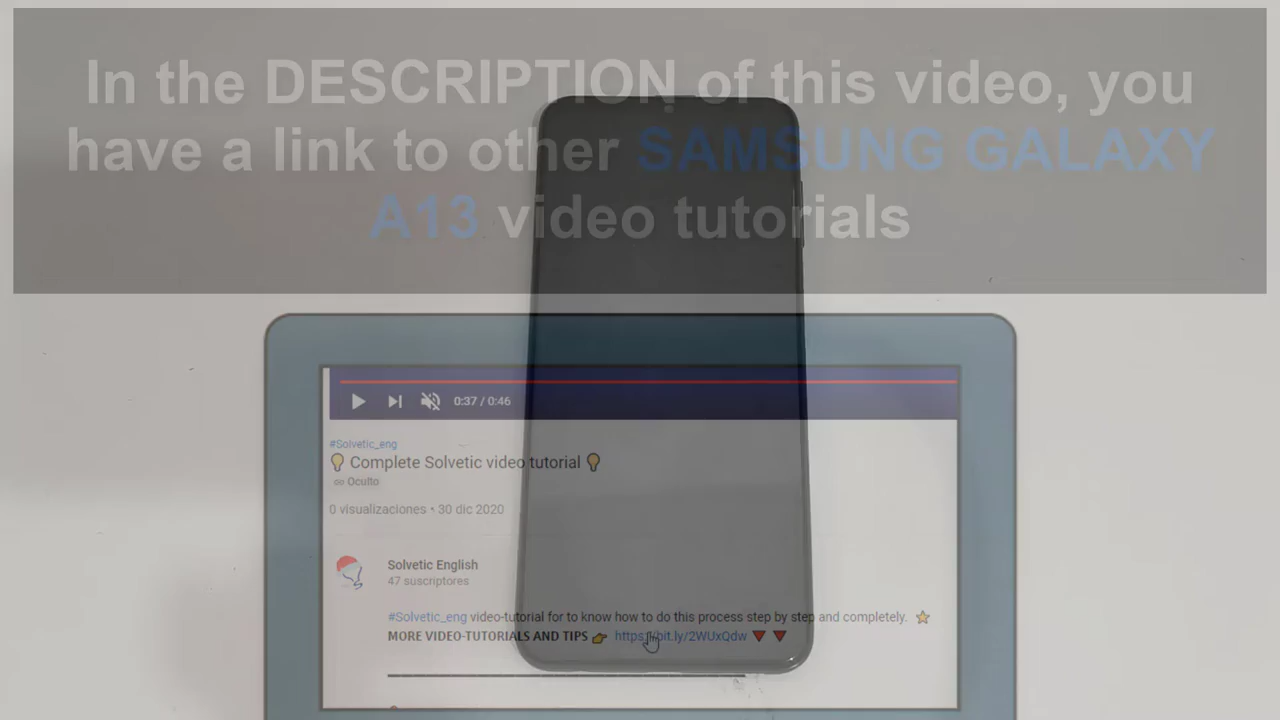 In the DESCRIPTION of this video, you
have a link to other SAMSUNG GALAXY
A13 video tutorials
0:37 / 0:46
#Solvetic_eng
Complete Solvetic video tutorial
Oculto
0 visualizaciones • 30 dic 2020
Solvetic English
47 suscriptores
#Solvetic_eng video-tutorial for to know how to do this process step by step and completely.
MORE VIDEO-TUTORIALS AND TIPS https://bit.ly/2WUxQdw